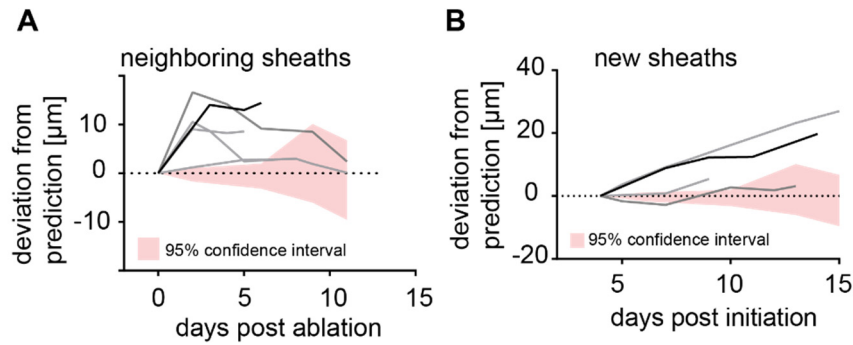 A
neighboring sheaths
deviation from
prediction [µm]
10
0
-10
95% confidence interval
0 5 10 15
days post ablation
B
new sheaths
deviation from
prediction [µm]
40
20
0
-20
95% confidence interval
5 10 15
days post initiation